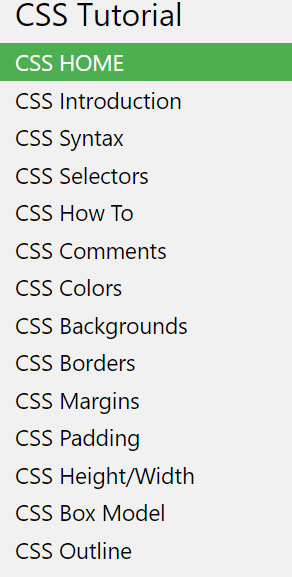 CSS Tutorial
CSS HOME
CSS Introduction
CSS Syntax
CSS Selectors
CSS How To
CSS Comments
CSS Colors
CSS Backgrounds
CSS Borders
CSS Margins
CSS Padding
CSS Height/Width
CSS Box Model
CSS Outline